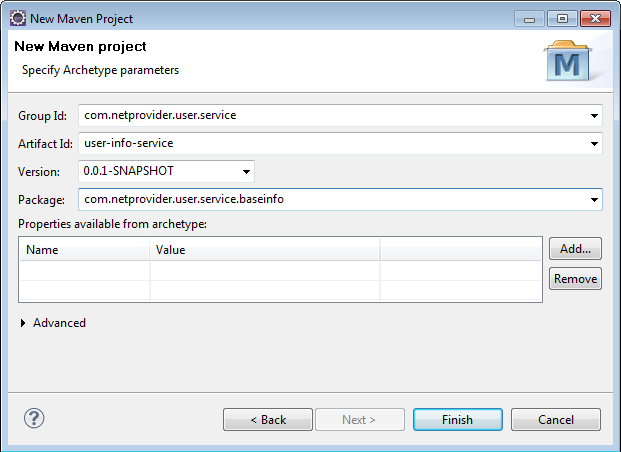 New Maven Project
New Maven project
Specify Archetype parameters
M
Group Id: com.netprovider.user.service
Artifact Id: user-info-service
Version: 0.0.1-SNAPSHOT
Package: com.netprovider.user.service.baseinfo
Properties available from archetype:
Name Value
Add...
Remove
Advanced
? < Back Next > Finish Cancel